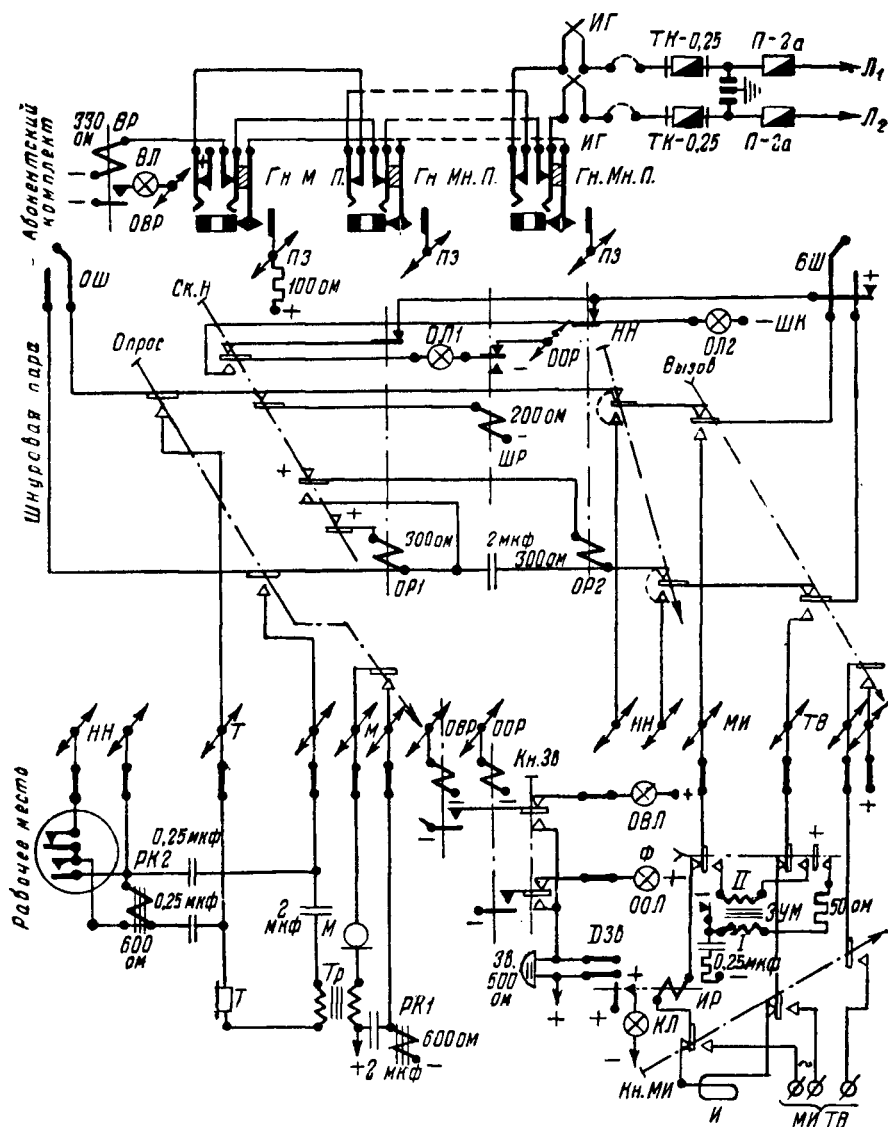 ИГ
ТК-0,25
П-2а
Л1
330 ом
ВР
ВЛ
ОВР
Гн М П.
Гн Мн. П.
Гн. Мн. П.
ИГ
ТК-0,25
П-2а
Л2
Абонентский комплект
ПЗ
ПЗ
ПЗ
100 ом
+
ОШ
Ск. Н
ВШ
+
Опрос
ОЛ1
ООР
НН
ОЛ2
– ШК
Вызов
Шнуровая пара
200 ом
ШР
+
+
300 ом
2 мкф
300 ом
ОР1
ОР2
НН
Т
М
ОВР
ООР
Кн. Зв
НН
МИ
ТВ
+
Рабочее место
РК2
0,25 мкф
0,25 мкф
600 ом
2 мкф
М
Т
Тр
РК1
600 ом
+ 2 мкф –
ОВЛ
+
Ф
ООЛ
+
II
ЗУМ
I
50 ом
0,25 мкф
Зв. 500 ом
ДЗв
+
ИР
КЛ
Кн. МИ
И
МИ ТВ